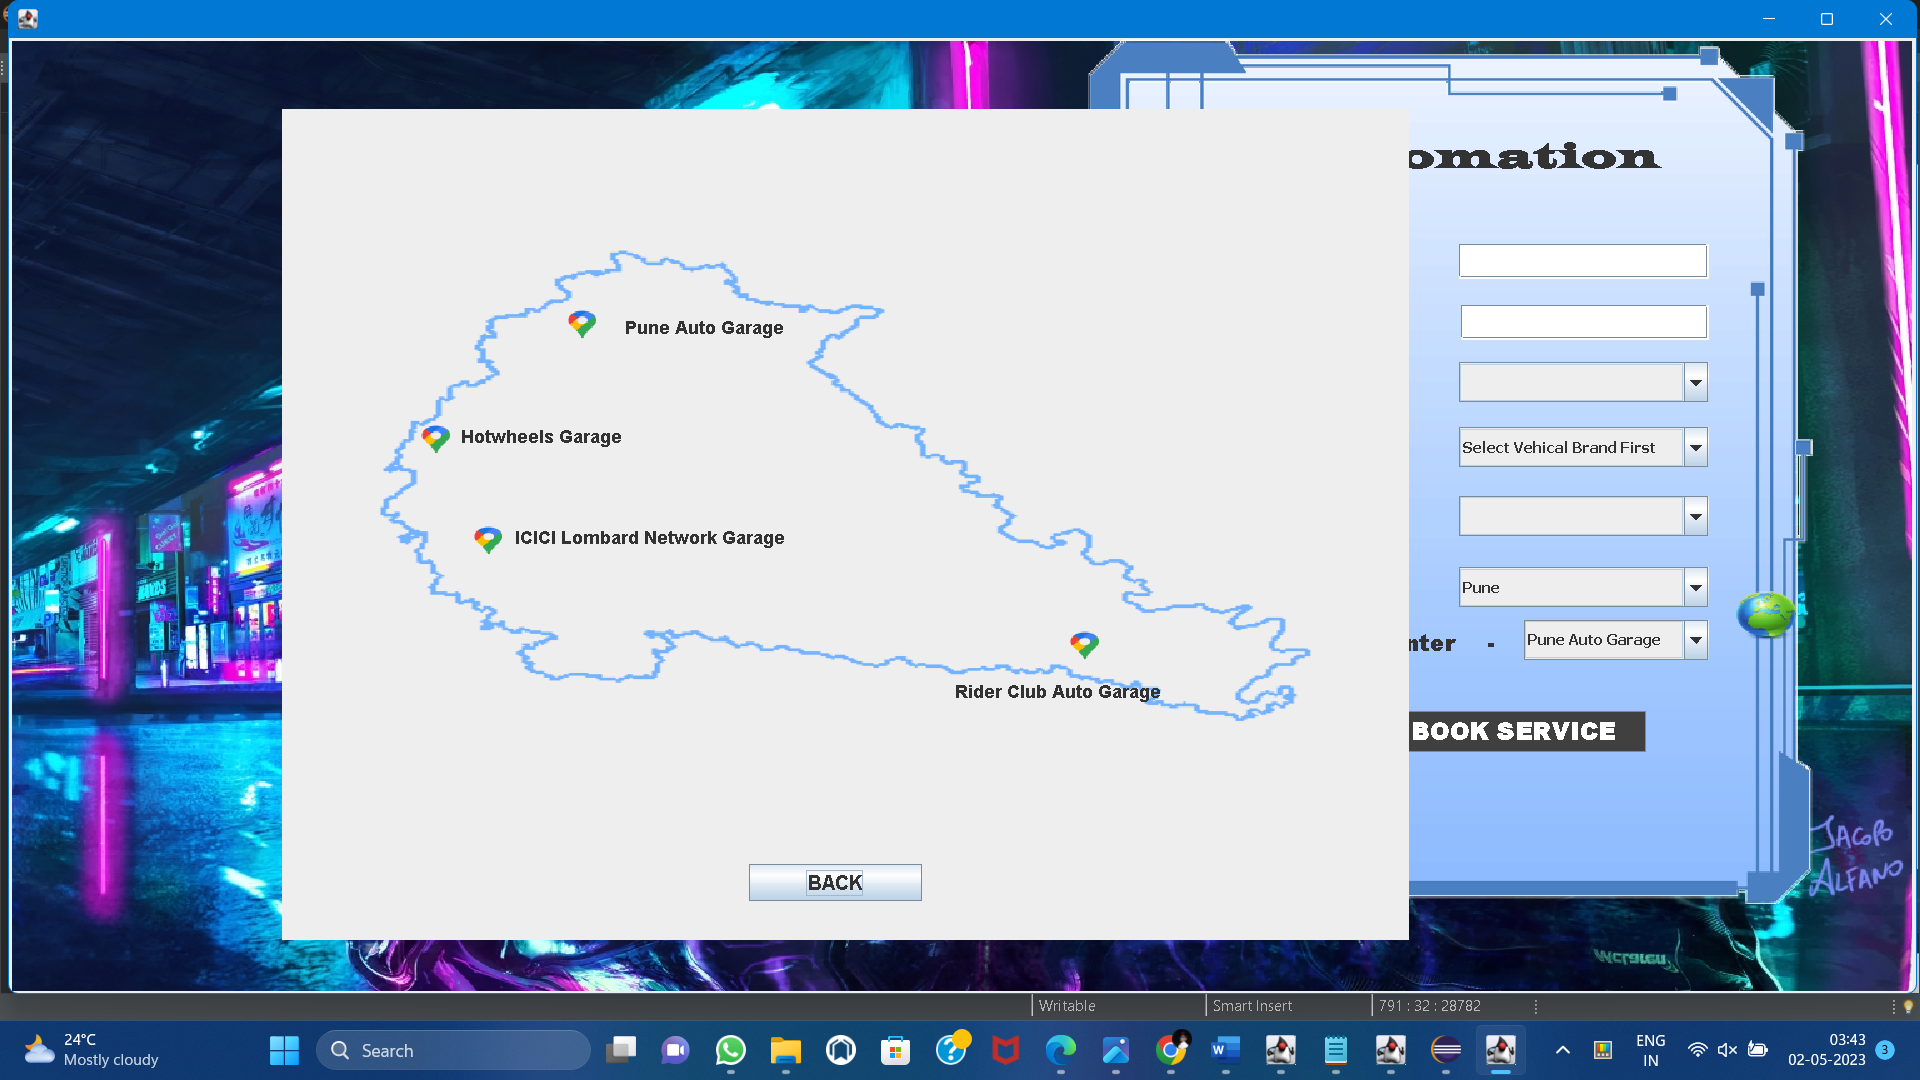 omation
Pune Auto Garage
Hotwheels Garage
Select Vehical Brand First
ICICI Lombard Network Garage
Pune
nter - Pune Auto Garage
Rider Club Auto Garage
BOOK SERVICE
JACOPO
ALFANO
BACK
McLaren
Writable
Smart Insert
791 : 32 : 28782
24°C
Mostly cloudy
Search
ENG
IN
03:43
02-05-2023
3